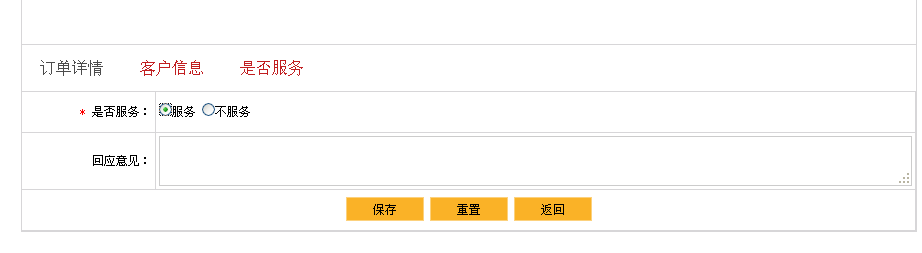 订单详情 客户信息 是否服务
* 是否服务： 服务 不服务
回应意见：
保存 重置 返回